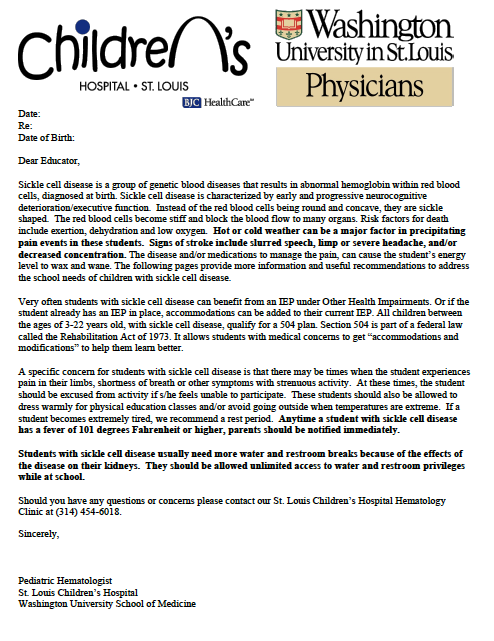 Children's
HOSPITAL • ST. LOUIS
BJC HealthCare℠
Washington
University in St. Louis
Physicians
Date:
Re:
Date of Birth:
Dear Educator,
Sickle cell disease is a group of genetic blood diseases that results in abnormal hemoglobin within red blood
cells, diagnosed at birth. Sickle cell disease is characterized by early and progressive neurocognitive
deterioration/executive function.  Instead of the red blood cells being round and concave, they are sickle
shaped.  The red blood cells become stiff and block the blood flow to many organs. Risk factors for death
include exertion, dehydration and low oxygen.  Hot or cold weather can be a major factor in precipitating
pain events in these students.  Signs of stroke include slurred speech, limp or severe headache, and/or
decreased concentration. The disease and/or medications to manage the pain, can cause the student's energy
level to wax and wane. The following pages provide more information and useful recommendations to address
the school needs of children with sickle cell disease.
Very often students with sickle cell disease can benefit from an IEP under Other Health Impairments. Or if the
student already has an IEP in place, accommodations can be added to their current IEP. All children between
the ages of 3-22 years old, with sickle cell disease, qualify for a 504 plan. Section 504 is part of a federal law
called the Rehabilitation Act of 1973. It allows students with medical concerns to get “accommodations and
modifications” to help them learn better.
A specific concern for students with sickle cell disease is that there may be times when the student experiences
pain in their limbs, shortness of breath or other symptoms with strenuous activity.  At these times, the student
should be excused from activity if s/he feels unable to participate.  These students should also be allowed to
dress warmly for physical education classes and/or avoid going outside when temperatures are extreme.  If a
student becomes extremely tired, we recommend a rest period.  Anytime a student with sickle cell disease
has a fever of 101 degrees Fahrenheit or higher, parents should be notified immediately.
Students with sickle cell disease usually need more water and restroom breaks because of the effects of
the disease on their kidneys.  They should be allowed unlimited access to water and restroom privileges
while at school.
Should you have any questions or concerns please contact our St. Louis Children's Hospital Hematology
Clinic at (314) 454-6018.
Sincerely,
Pediatric Hematologist
St. Louis Children's Hospital
Washington University School of Medicine